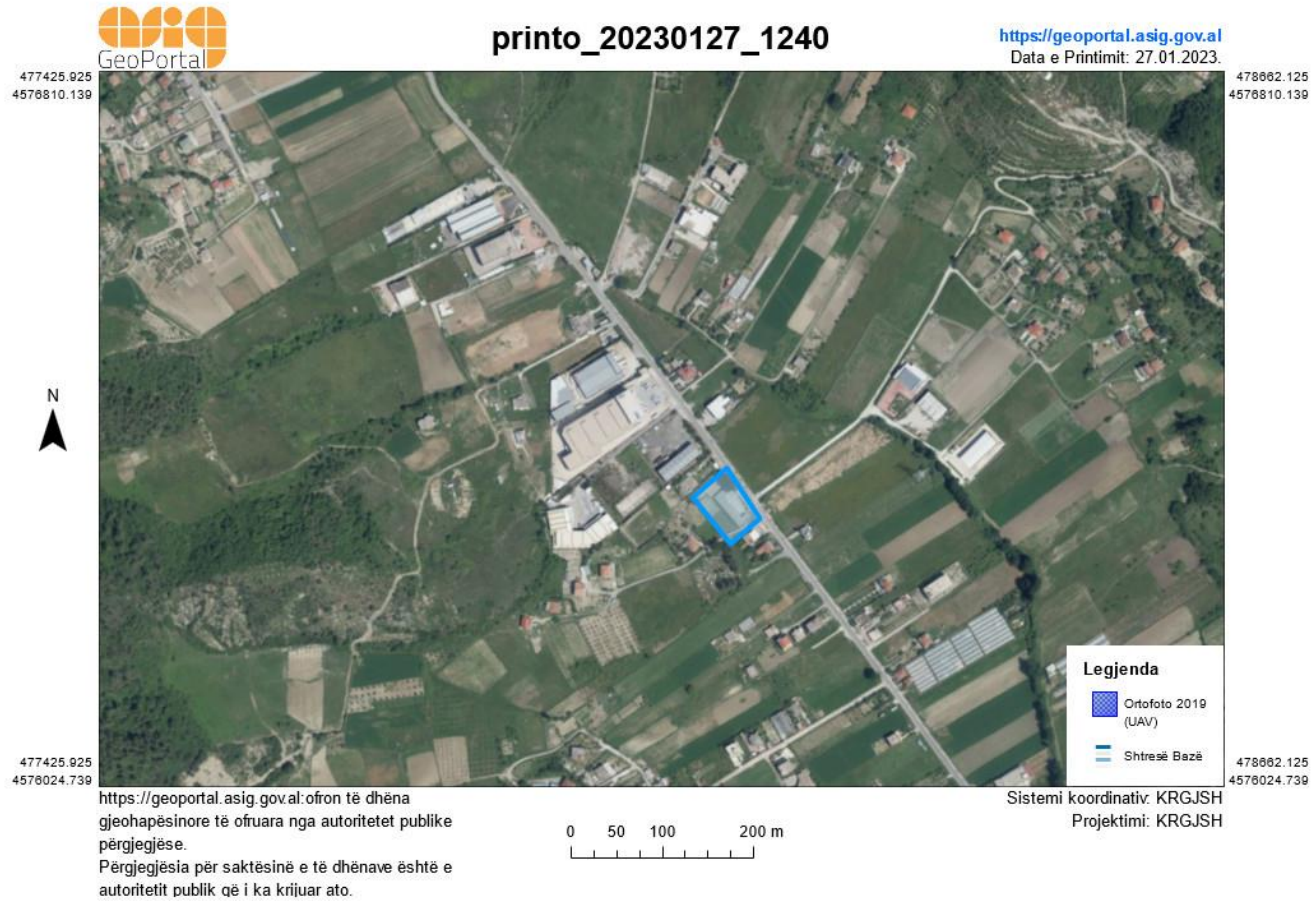 asig
GeoPortal
printo_20230127_1240
https://geoportal.asig.gov.al
Data e Printimit: 27.01.2023.
477425.925
4576810.139
478662.125
4576810.139
N
Legjenda
Ortofoto 2019
(UAV)
Shtresë Bazë
477425.925
4576024.739
478662.125
4576024.739
https://geoportal.asig.gov.al:ofron të dhëna
gjeohapësinore të ofruara nga autoritetet publike
përgjegjëse.
Përgjegjësia për saktësinë e të dhënave është e
autoritetit publik që i ka krijuar ato.
0 50 100 200 m
Sistemi koordinativ: KRGJSH
Projektimi: KRGJSH